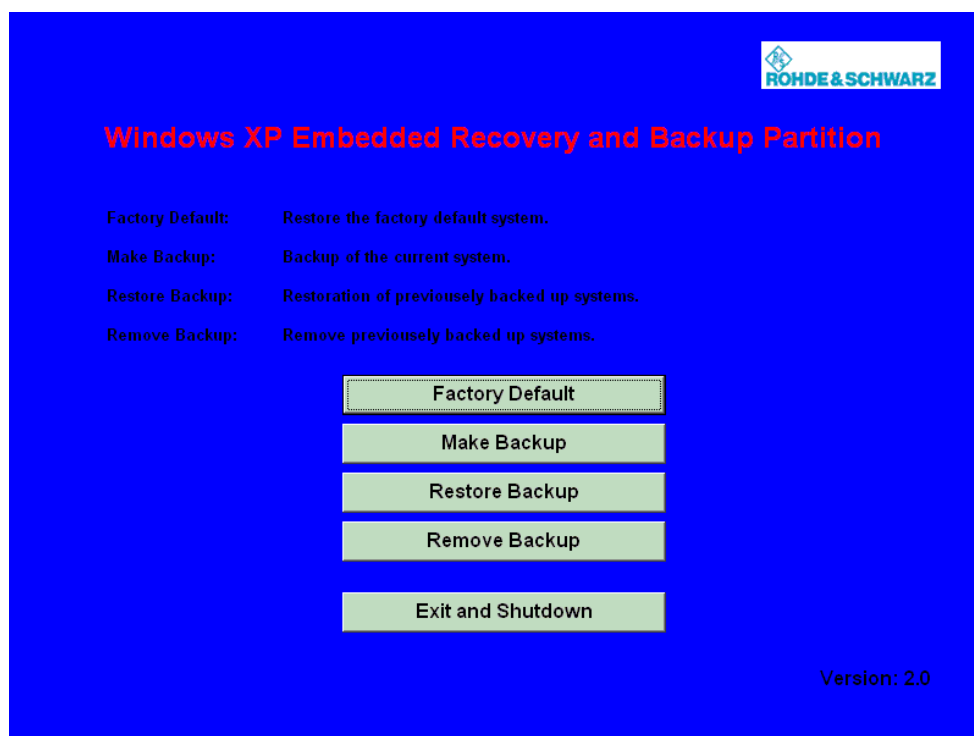 ROHDE & SCHWARZ
Windows XP Embedded Recovery and Backup Partition
Factory Default: Restore the factory default system.
Make Backup: Backup of the current system.
Restore Backup: Restoration of previousely backed up systems.
Remove Backup: Remove previousely backed up systems.
Factory Default
Make Backup
Restore Backup
Remove Backup
Exit and Shutdown
Version: 2.0